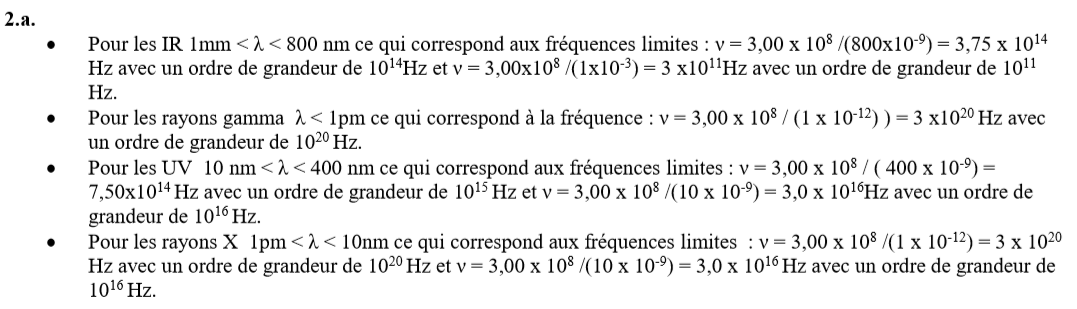 2.a.
• Pour les IR 1mm < λ < 800 nm ce qui correspond aux fréquences limites : ν = 3,00 x 10⁸ /(800x10⁻⁹) = 3,75 x 10¹⁴
Hz avec un ordre de grandeur de 10¹⁴Hz et ν = 3,00x10⁸ /(1x10⁻³) = 3 x10¹¹Hz avec un ordre de grandeur de 10¹¹
Hz.
• Pour les rayons gamma λ < 1pm ce qui correspond à la fréquence : ν = 3,00 x 10⁸ / (1 x 10⁻¹²) ) = 3 x10²⁰ Hz avec
un ordre de grandeur de 10²⁰ Hz.
• Pour les UV 10 nm < λ < 400 nm ce qui correspond aux fréquences limites : ν = 3,00 x 10⁸ / ( 400 x 10⁻⁹) =
7,50x10¹⁴ Hz avec un ordre de grandeur de 10¹⁵ Hz et ν = 3,00 x 10⁸ /(10 x 10⁻⁹) = 3,0 x 10¹⁶Hz avec un ordre de
grandeur de 10¹⁶ Hz.
• Pour les rayons X 1pm < λ < 10nm ce qui correspond aux fréquences limites : ν = 3,00 x 10⁸ /(1 x 10⁻¹²) = 3 x 10²⁰
Hz avec un ordre de grandeur de 10²⁰ Hz et ν = 3,00 x 10⁸ /(10 x 10⁻⁹) = 3,0 x 10¹⁶ Hz avec un ordre de grandeur de
10¹⁶ Hz.